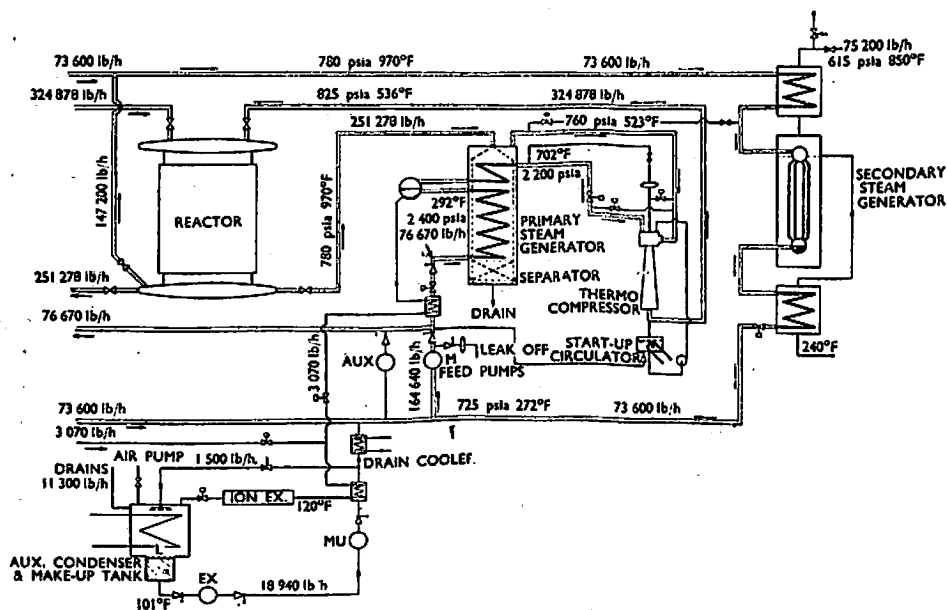 73 600 lb/h
780 psia 970°F
73 600 lb/h
75 200 lb/h
615 psia 850°F
324 878 lb/h
825 psia 536°F
324 878 lb/h
251 278 lb/h
760 psia 523°F
147 200 lb/h
REACTOR
780 psia 970°F
702°F
2 200 psia
292°F
2 400 psia
76 670 lb/h
PRIMARY
STEAM
GENERATOR
SECONDARY
STEAM
GENERATOR
SEPARATOR
THERMO
COMPRESSOR
DRAIN
251 278 lb/h
76 670 lb/h
3 070 lb/h
AUX
164 640 lb/h
M
LEAK OFF
FEED PUMPS
START-UP
CIRCULATOR
240°F
73 600 lb/h
725 psia 272°F
73 600 lb/h
3 070 lb/h
AIR PUMP
1 500 lb/h
DRAIN COOLEF.
DRAINS
11 300 lb/h
ION EX.
120°F
MU
AUX. CONDENSER
& MAKE-UP TANK
EX
101°F
18 940 lb h